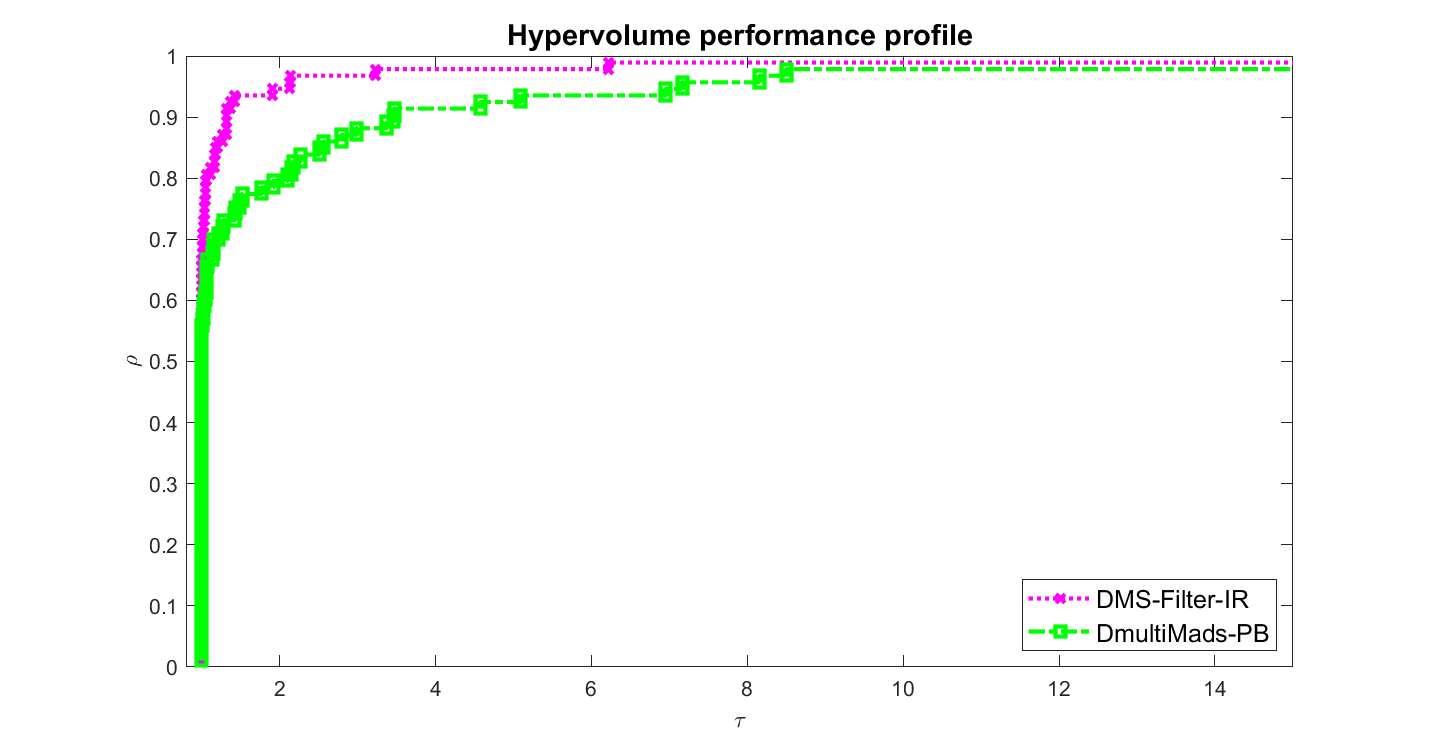 Hypervolume performance profile
1
0.9
0.8
0.7
0.6
0.5
0.4
0.3
0.2
0.1
0
ρ
2 4 6 8 10 12 14
τ
DMS-Filter-IR
DmultiMads-PB